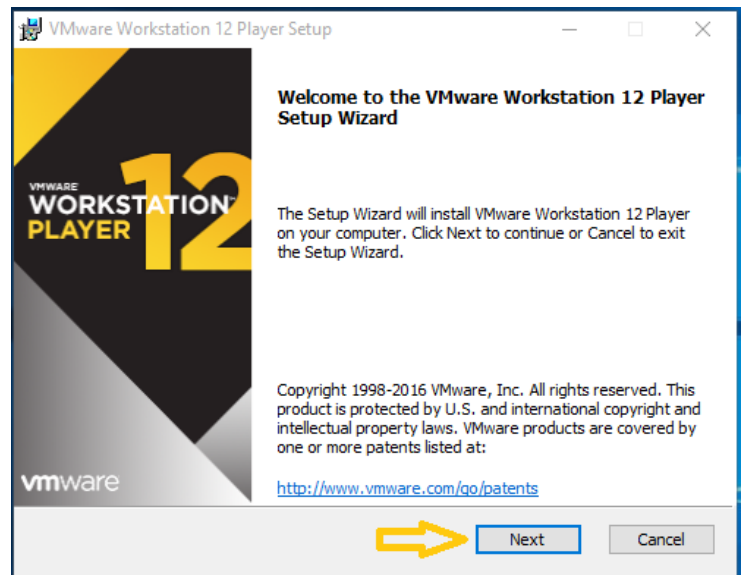 VMware Workstation 12 Player Setup
Welcome to the VMware Workstation 12 Player
Setup Wizard
VMWARE
WORKSTATION™
PLAYER
12
The Setup Wizard will install VMware Workstation 12 Player
on your computer. Click Next to continue or Cancel to exit
the Setup Wizard.
Copyright 1998-2016 VMware, Inc. All rights reserved. This
product is protected by U.S. and international copyright and
intellectual property laws. VMware products are covered by
one or more patents listed at:
http://www.vmware.com/go/patents
vmware
Next
Cancel